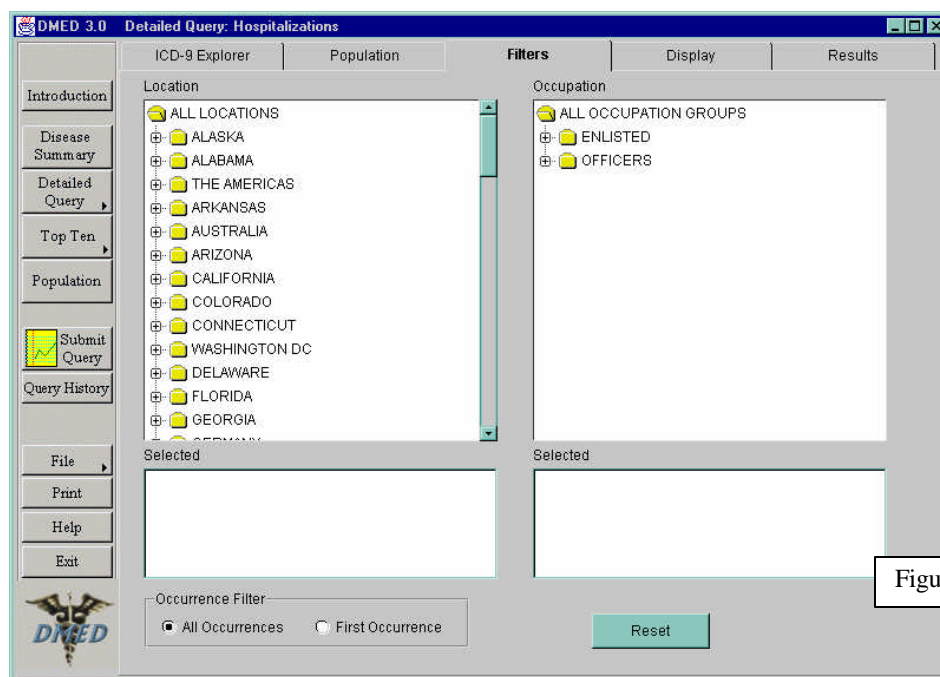 DMED 3.0 Detailed Query: Hospitalizations
ICD-9 Explorer Population Filters Display Results
Introduction
Disease
Summary
Detailed
Query
Top Ten
Population
Submit
Query
Query History
File
Print
Help
Exit
DMED
Location
ALL LOCATIONS
ALASKA
ALABAMA
THE AMERICAS
ARKANSAS
AUSTRALIA
ARIZONA
CALIFORNIA
COLORADO
CONNECTICUT
WASHINGTON DC
DELAWARE
FLORIDA
GEORGIA
Selected
Occupation
ALL OCCUPATION GROUPS
ENLISTED
OFFICERS
Selected
Occurrence Filter
All Occurrences First Occurrence
Reset
Figu